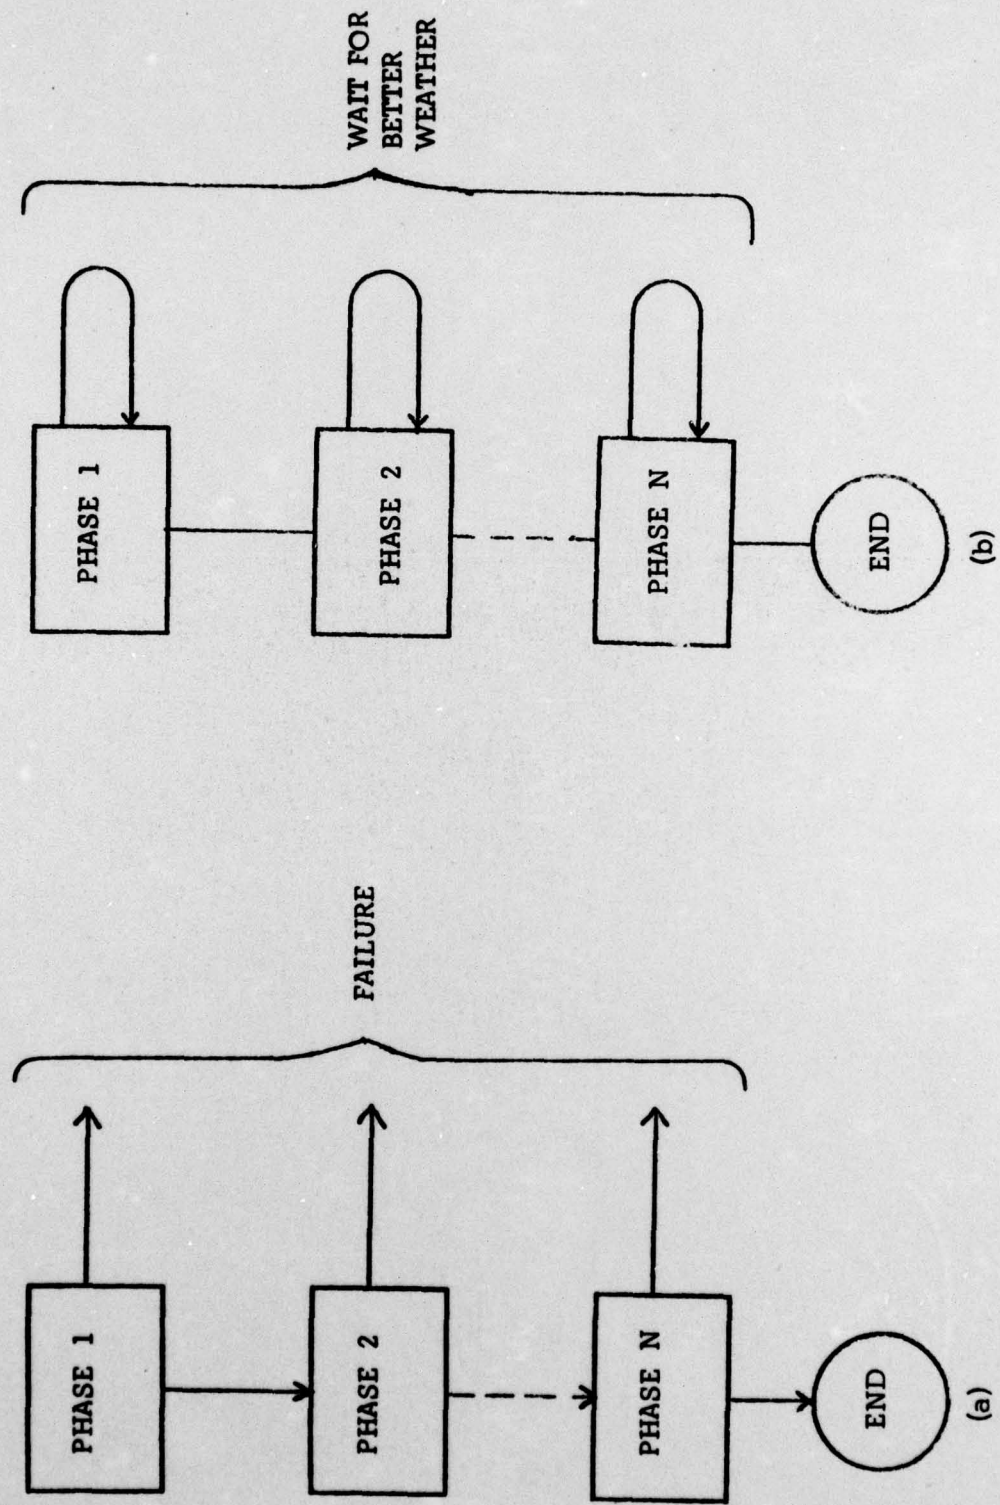 PHASE 1
PHASE 2
PHASE N
END
(a)
FAILURE
PHASE 1
PHASE 2
PHASE N
END
(b)
WAIT FOR
BETTER
WEATHER